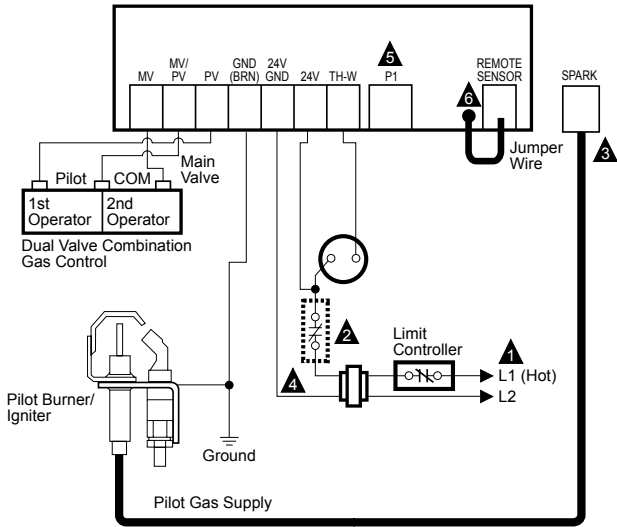 MV
MV/
PV
PV
GND
(BRN)
24V
GND
24V
TH-W
5
P1
6
REMOTE
SENSOR
SPARK
3
Jumper
Wire
Main
Valve
Pilot
COM
1st
Operator
2nd
Operator
Dual Valve Combination
Gas Control
2
Limit
Controller
1
L1 (Hot)
L2
4
Pilot Burner/
Igniter
Ground
Pilot Gas Supply